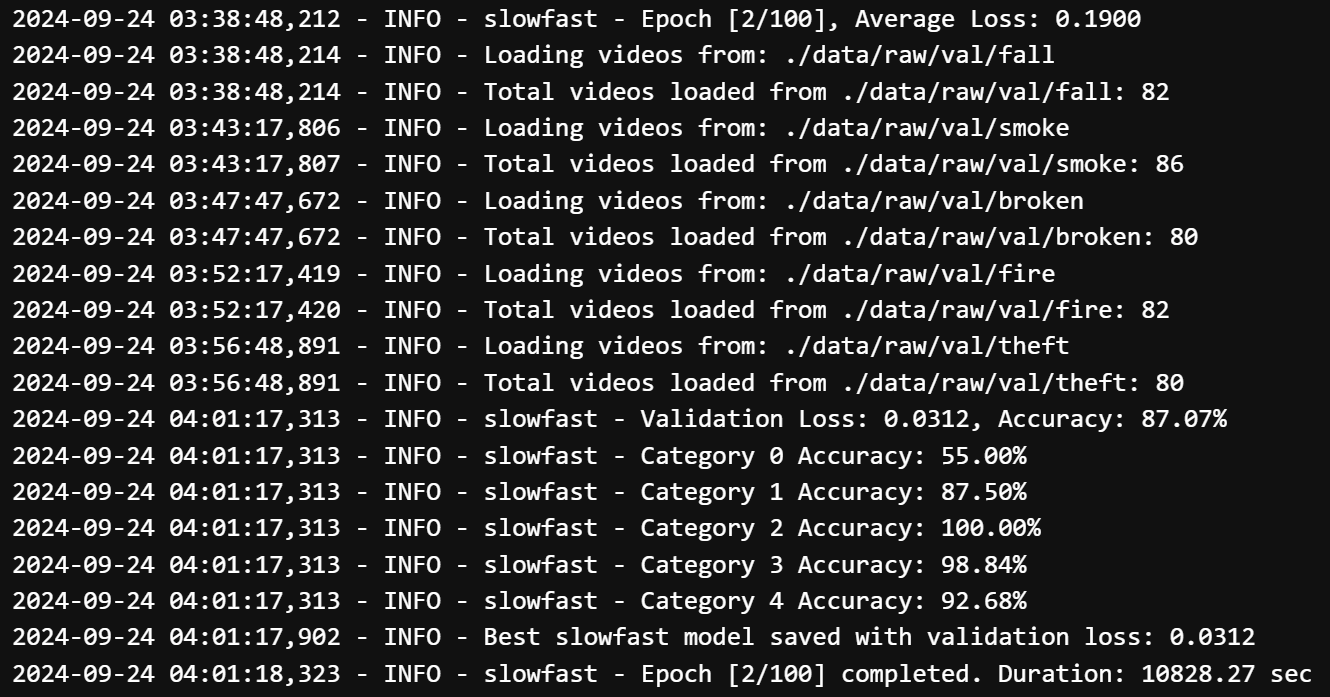 2024-09-24 03:38:48,212 - INFO - slowfast - Epoch [2/100], Average Loss: 0.1900
2024-09-24 03:38:48,214 - INFO - Loading videos from: ./data/raw/val/fall
2024-09-24 03:38:48,214 - INFO - Total videos loaded from ./data/raw/val/fall: 82
2024-09-24 03:43:17,806 - INFO - Loading videos from: ./data/raw/val/smoke
2024-09-24 03:43:17,807 - INFO - Total videos loaded from ./data/raw/val/smoke: 86
2024-09-24 03:47:47,672 - INFO - Loading videos from: ./data/raw/val/broken
2024-09-24 03:47:47,672 - INFO - Total videos loaded from ./data/raw/val/broken: 80
2024-09-24 03:52:17,419 - INFO - Loading videos from: ./data/raw/val/fire
2024-09-24 03:52:17,420 - INFO - Total videos loaded from ./data/raw/val/fire: 82
2024-09-24 03:56:48,891 - INFO - Loading videos from: ./data/raw/val/theft
2024-09-24 03:56:48,891 - INFO - Total videos loaded from ./data/raw/val/theft: 80
2024-09-24 04:01:17,313 - INFO - slowfast - Validation Loss: 0.0312, Accuracy: 87.07%
2024-09-24 04:01:17,313 - INFO - slowfast - Category 0 Accuracy: 55.00%
2024-09-24 04:01:17,313 - INFO - slowfast - Category 1 Accuracy: 87.50%
2024-09-24 04:01:17,313 - INFO - slowfast - Category 2 Accuracy: 100.00%
2024-09-24 04:01:17,313 - INFO - slowfast - Category 3 Accuracy: 98.84%
2024-09-24 04:01:17,313 - INFO - slowfast - Category 4 Accuracy: 92.68%
2024-09-24 04:01:17,902 - INFO - Best slowfast model saved with validation loss: 0.0312
2024-09-24 04:01:18,323 - INFO - slowfast - Epoch [2/100] completed. Duration: 10828.27 sec